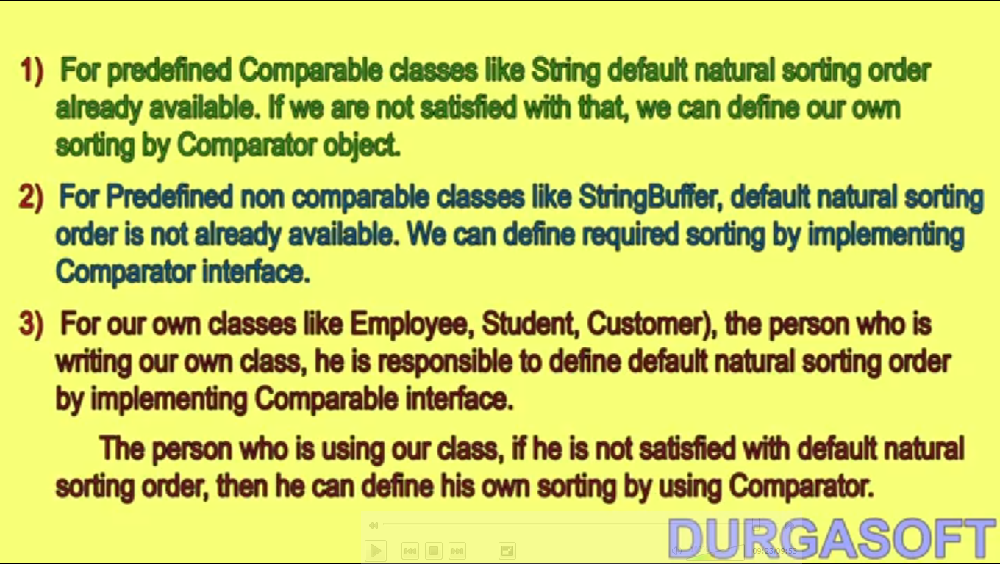 1) For predefined Comparable classes like String default natural sorting order
already available. If we are not satisfied with that, we can define our own
sorting by Comparator object.
2) For Predefined non comparable classes like StringBuffer, default natural sorting
order is not already available. We can define required sorting by implementing
Comparator interface.
3) For our own classes like Employee, Student, Customer), the person who is
writing our own class, he is responsible to define default natural sorting order
by implementing Comparable interface.
The person who is using our class, if he is not satisfied with default natural
sorting order, then he can define his own sorting by using Comparator.
DURGASOFT
09:23/09:53